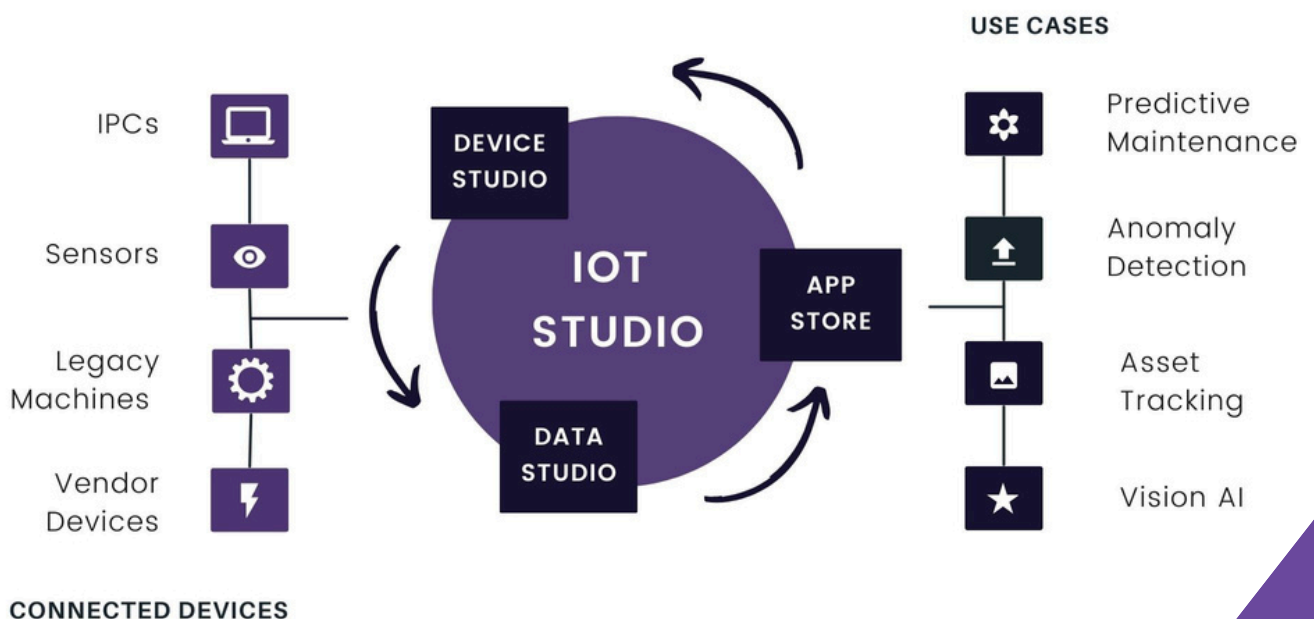 USE CASES
IPCs
Sensors
Legacy
Machines
Vendor
Devices
CONNECTED DEVICES
DEVICE
STUDIO
IOT
STUDIO
APP
STORE
DATA
STUDIO
Predictive
Maintenance
Anomaly
Detection
Asset
Tracking
Vision AI